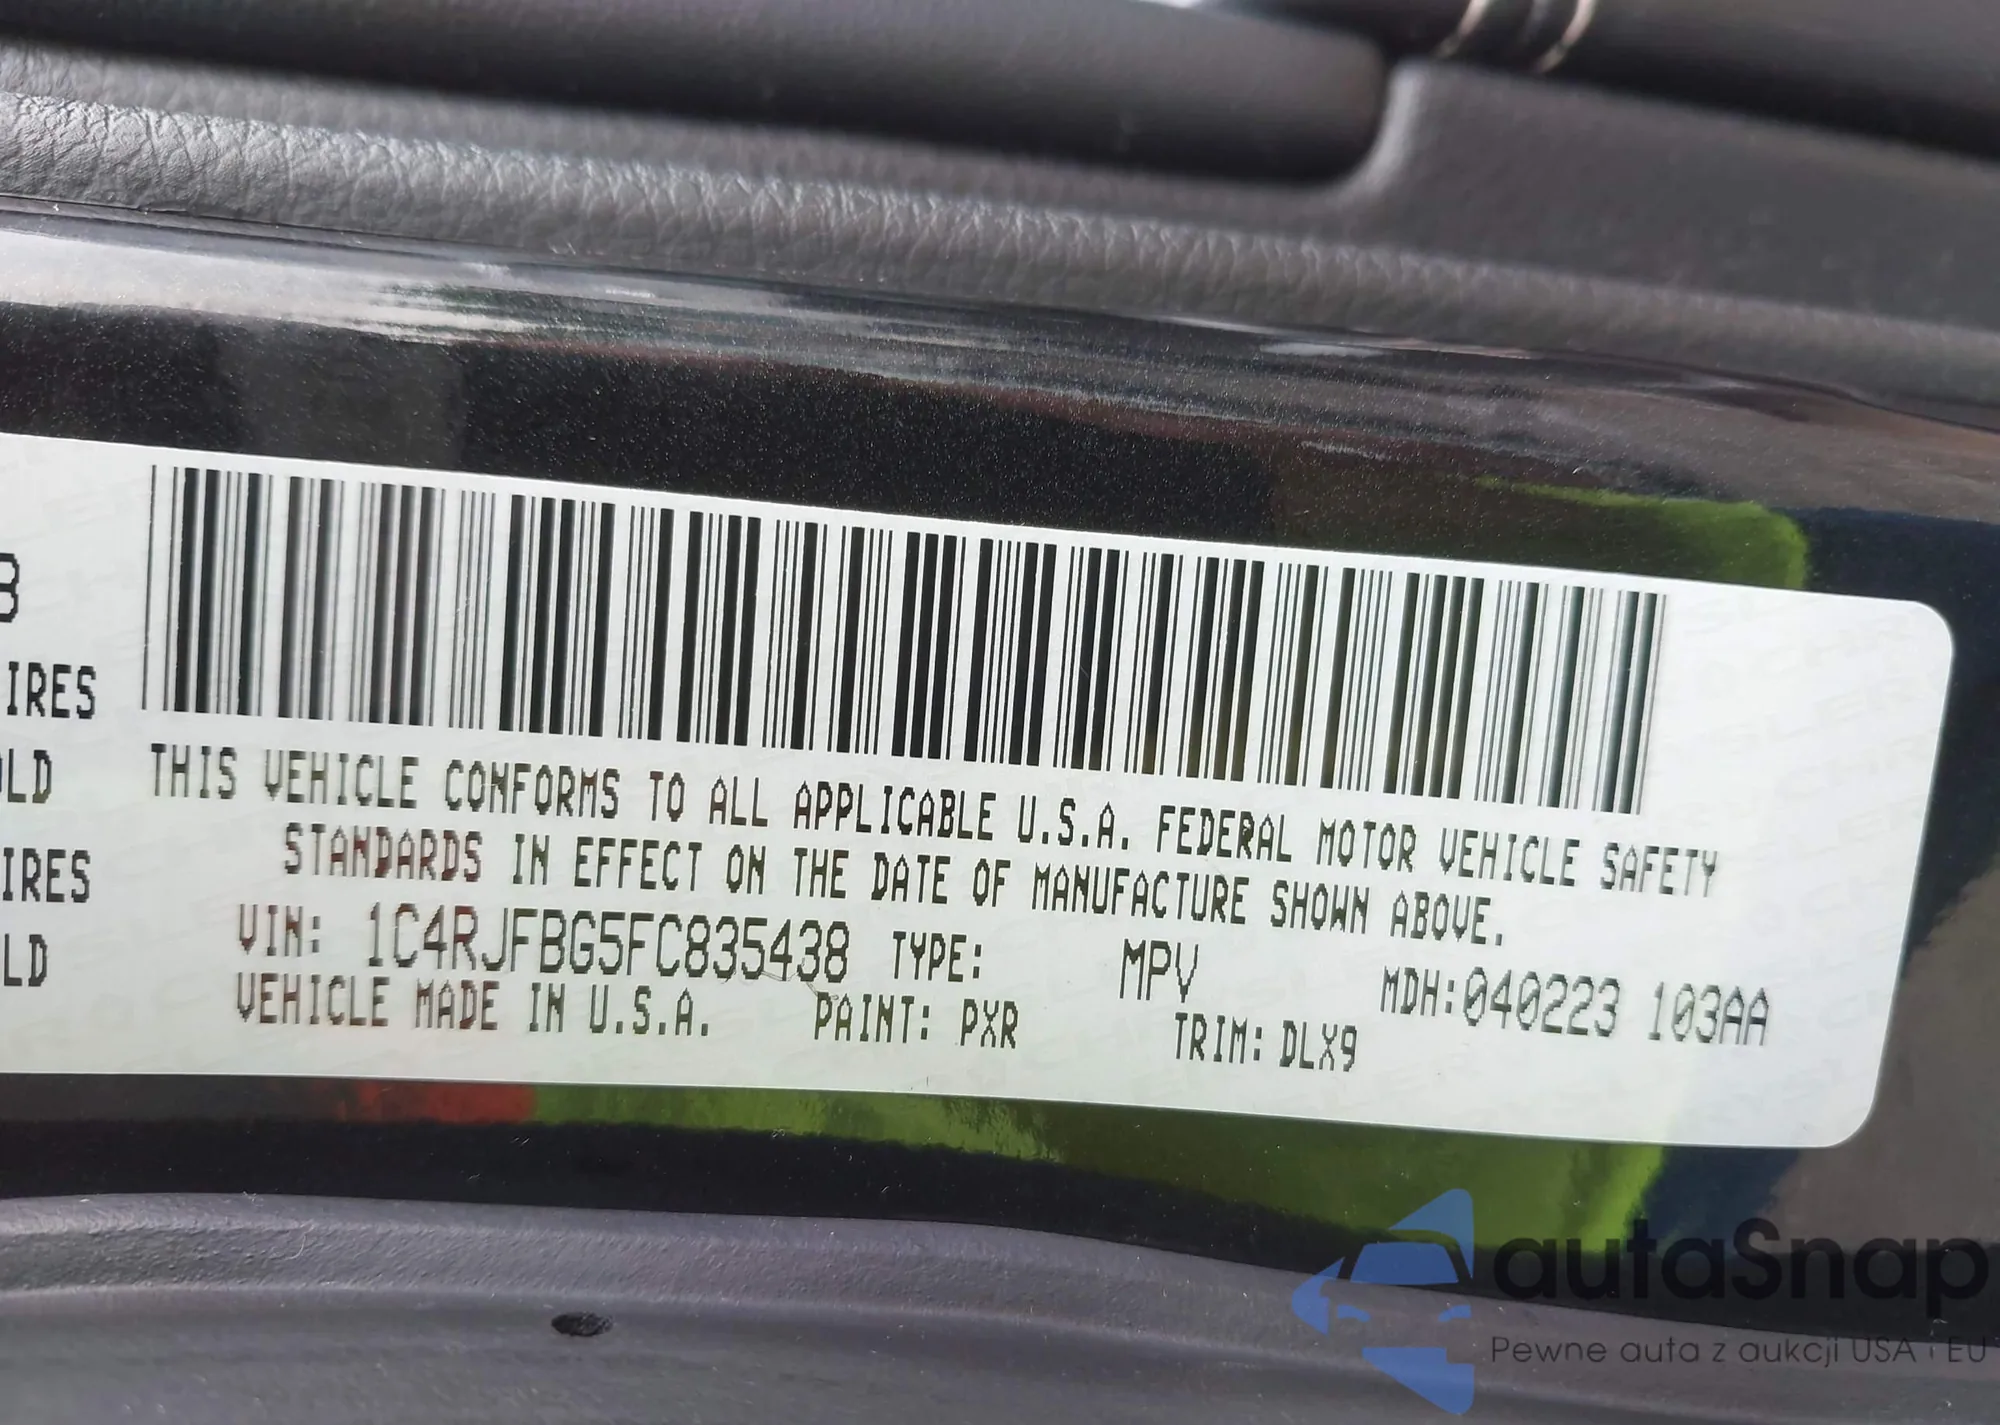 8
IRES
OLD
IRES
LD
THIS VEHICLE CONFORMS TO ALL APPLICABLE U.S.A. FEDERAL MOTOR VEHICLE SAFETY
STANDARDS IN EFFECT ON THE DATE OF MANUFACTURE SHOWN ABOVE.
VIN: 1C4RJFBG5FC835438 TYPE: MPV MDH:040223 103AA
VEHICLE MADE IN U.S.A. PAINT: PXR TRIM: DLX9
autaSnap
Pewne auta z aukcji USA i EU